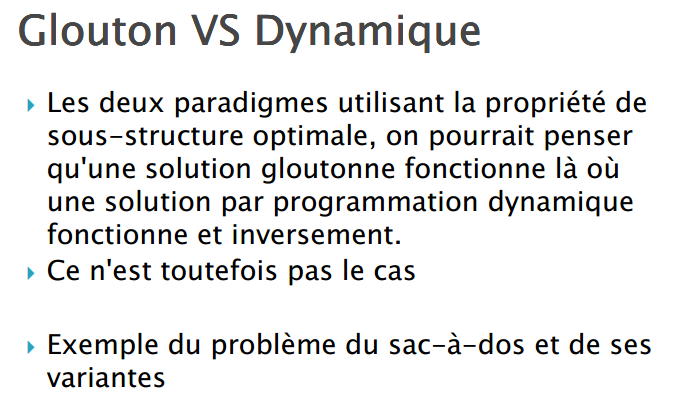 Glouton VS Dynamique
Les deux paradigmes utilisant la propriété de
sous-structure optimale, on pourrait penser
qu'une solution gloutonne fonctionne là où
une solution par programmation dynamique
fonctionne et inversement.
Ce n'est toutefois pas le cas
Exemple du problème du sac-à-dos et de ses
variantes